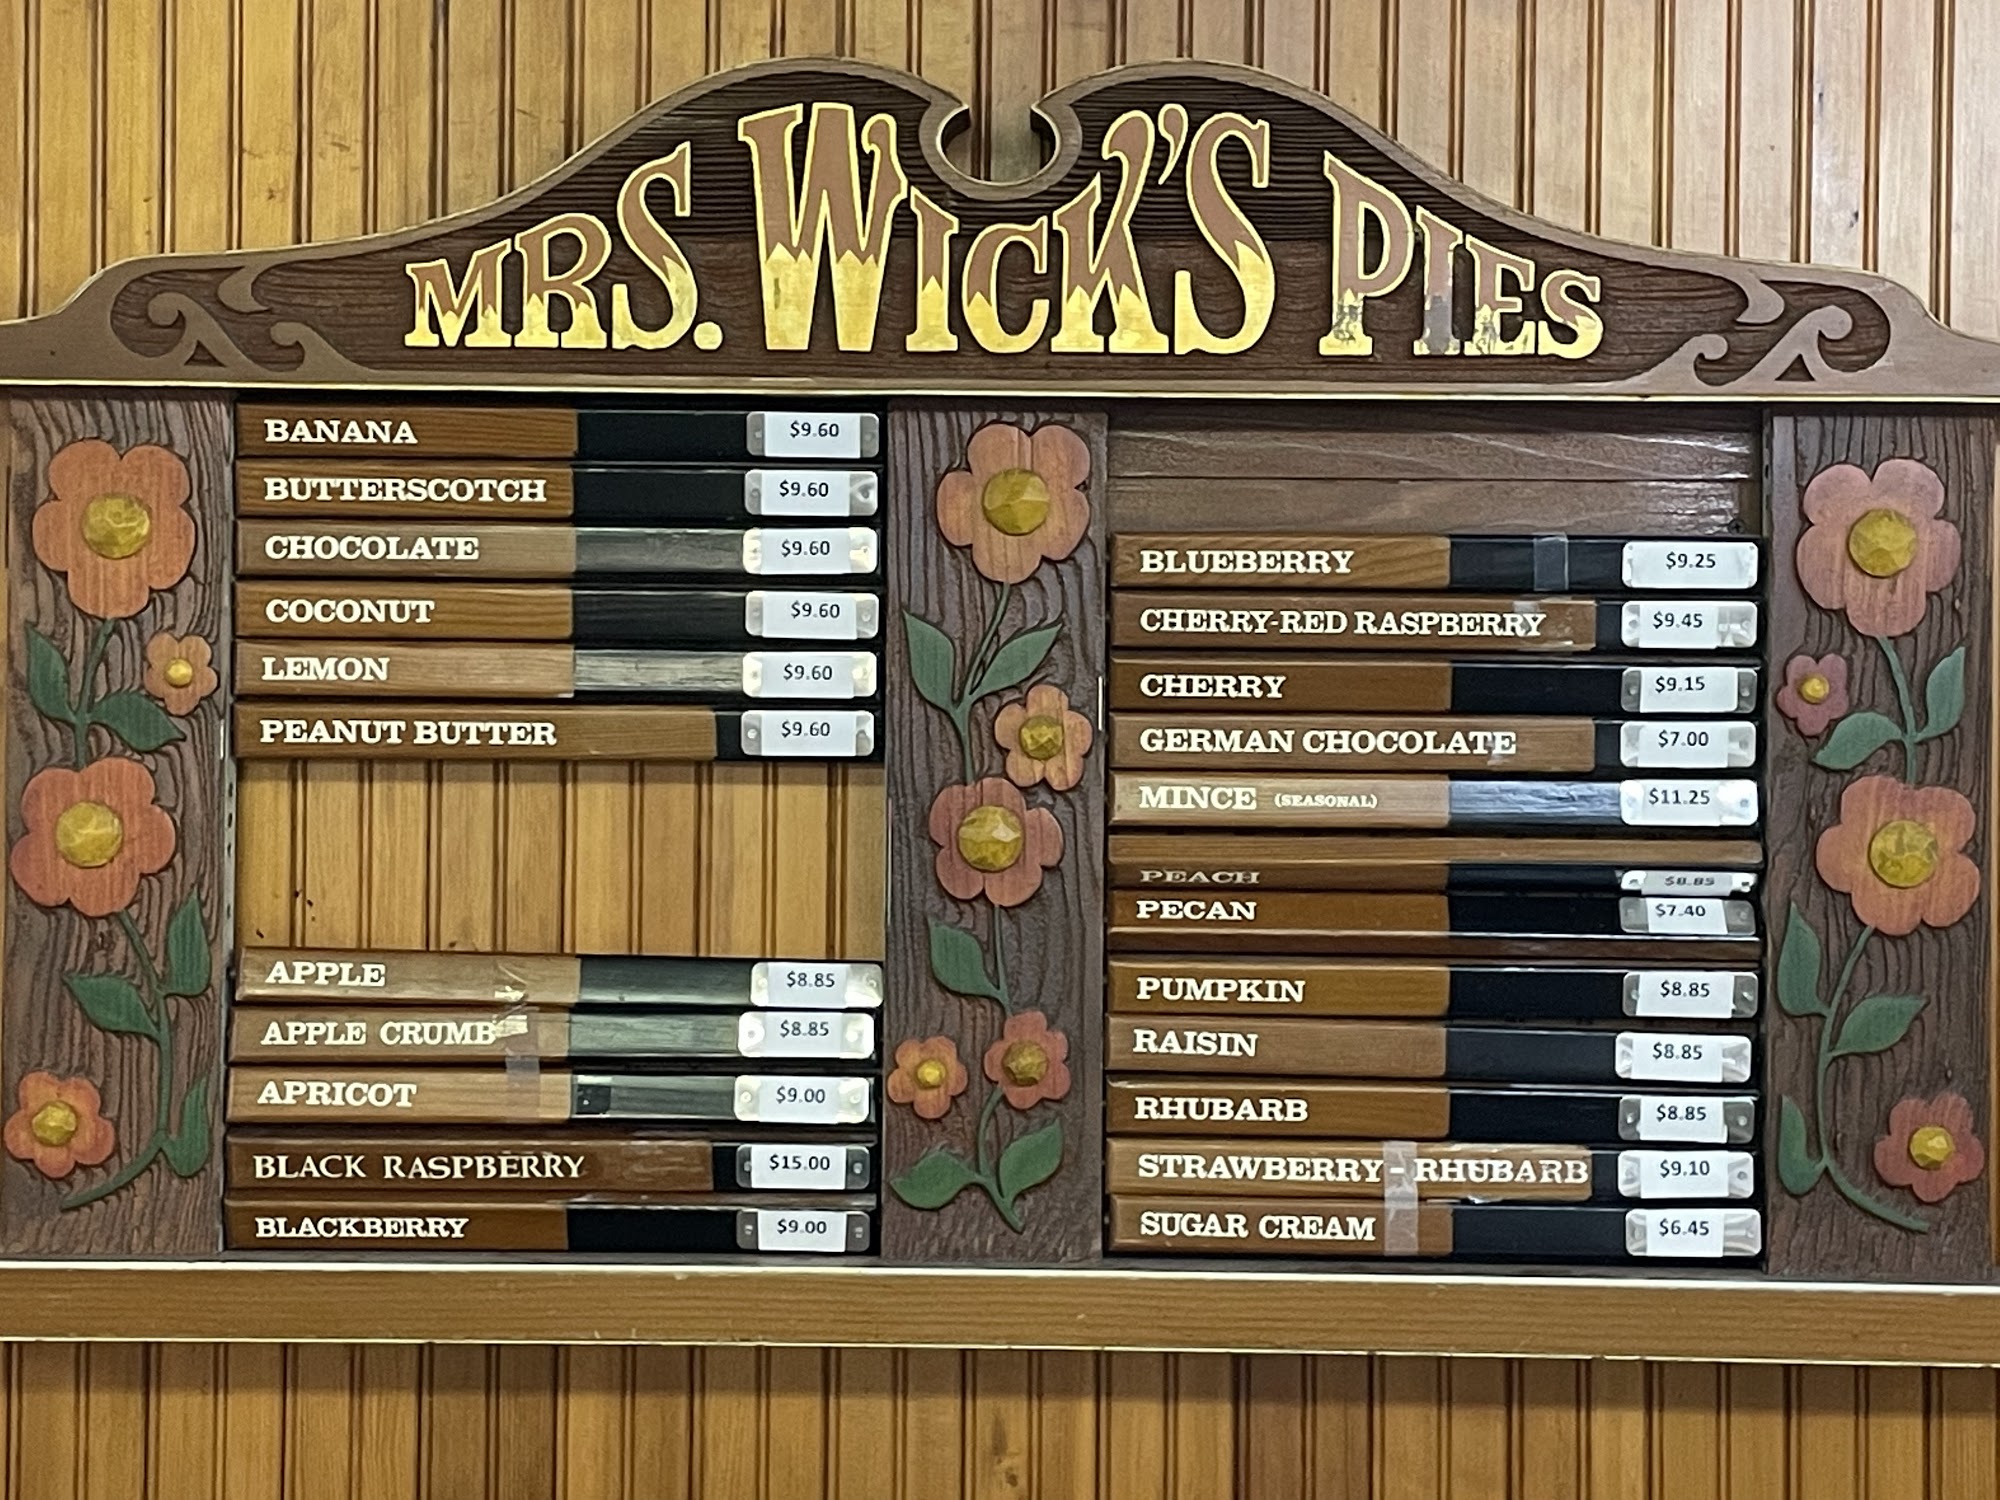 MRS. WICK'S PIES
BANANA $9.60
BUTTERSCOTCH $9.60
CHOCOLATE $9.60
COCONUT $9.60
LEMON $9.60
PEANUT BUTTER $9.60
APPLE $8.85
APPLE CRUMB $8.85
APRICOT $9.00
BLACK RASPBERRY $15.00
BLACKBERRY $9.00
BLUEBERRY $9.25
CHERRY-RED RASPBERRY $9.45
CHERRY $9.15
GERMAN CHOCOLATE $7.00
MINCE (SEASONAL) $11.25
PEACH $8.85
PECAN $7.40
PUMPKIN $8.85
RAISIN $8.85
RHUBARB $8.85
STRAWBERRY-RHUBARB $9.10
SUGAR CREAM $6.45